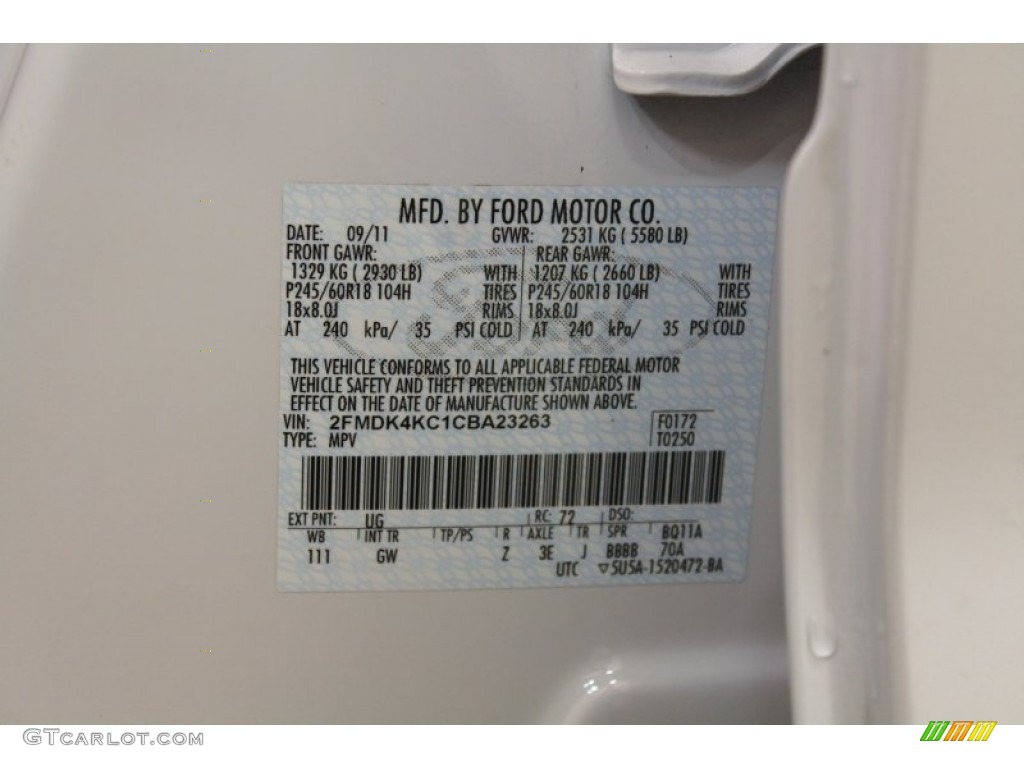 MFD. BY FORD MOTOR CO.
DATE: 09/11 GVWR: 2531 KG ( 5580 LB)
FRONT GAWR: REAR GAWR:
1329 KG ( 2930 LB) WITH 1207 KG ( 2660 LB) WITH
P245/60R18 104H TIRES P245/60R18 104H TIRES
18x8.0J RIMS 18x8.0J RIMS
AT 240 kPa/ 35 PSI COLD AT 240 kPa/ 35 PSI COLD
THIS VEHICLE CONFORMS TO ALL APPLICABLE FEDERAL MOTOR
VEHICLE SAFETY AND THEFT PREVENTION STANDARDS IN
EFFECT ON THE DATE OF MANUFACTURE SHOWN ABOVE.
VIN: 2FMDK4KC1CBA23263 F0172
TYPE: MPV T0250
EXT PNT: UG RC: 72 DSO:
WB INT TR TP/PS R AXLE TR SPR BQ11A
111 GW Z 3E J BBBB 70A
UTC ▽5U5A-1520472-BA
GTCarlot.com